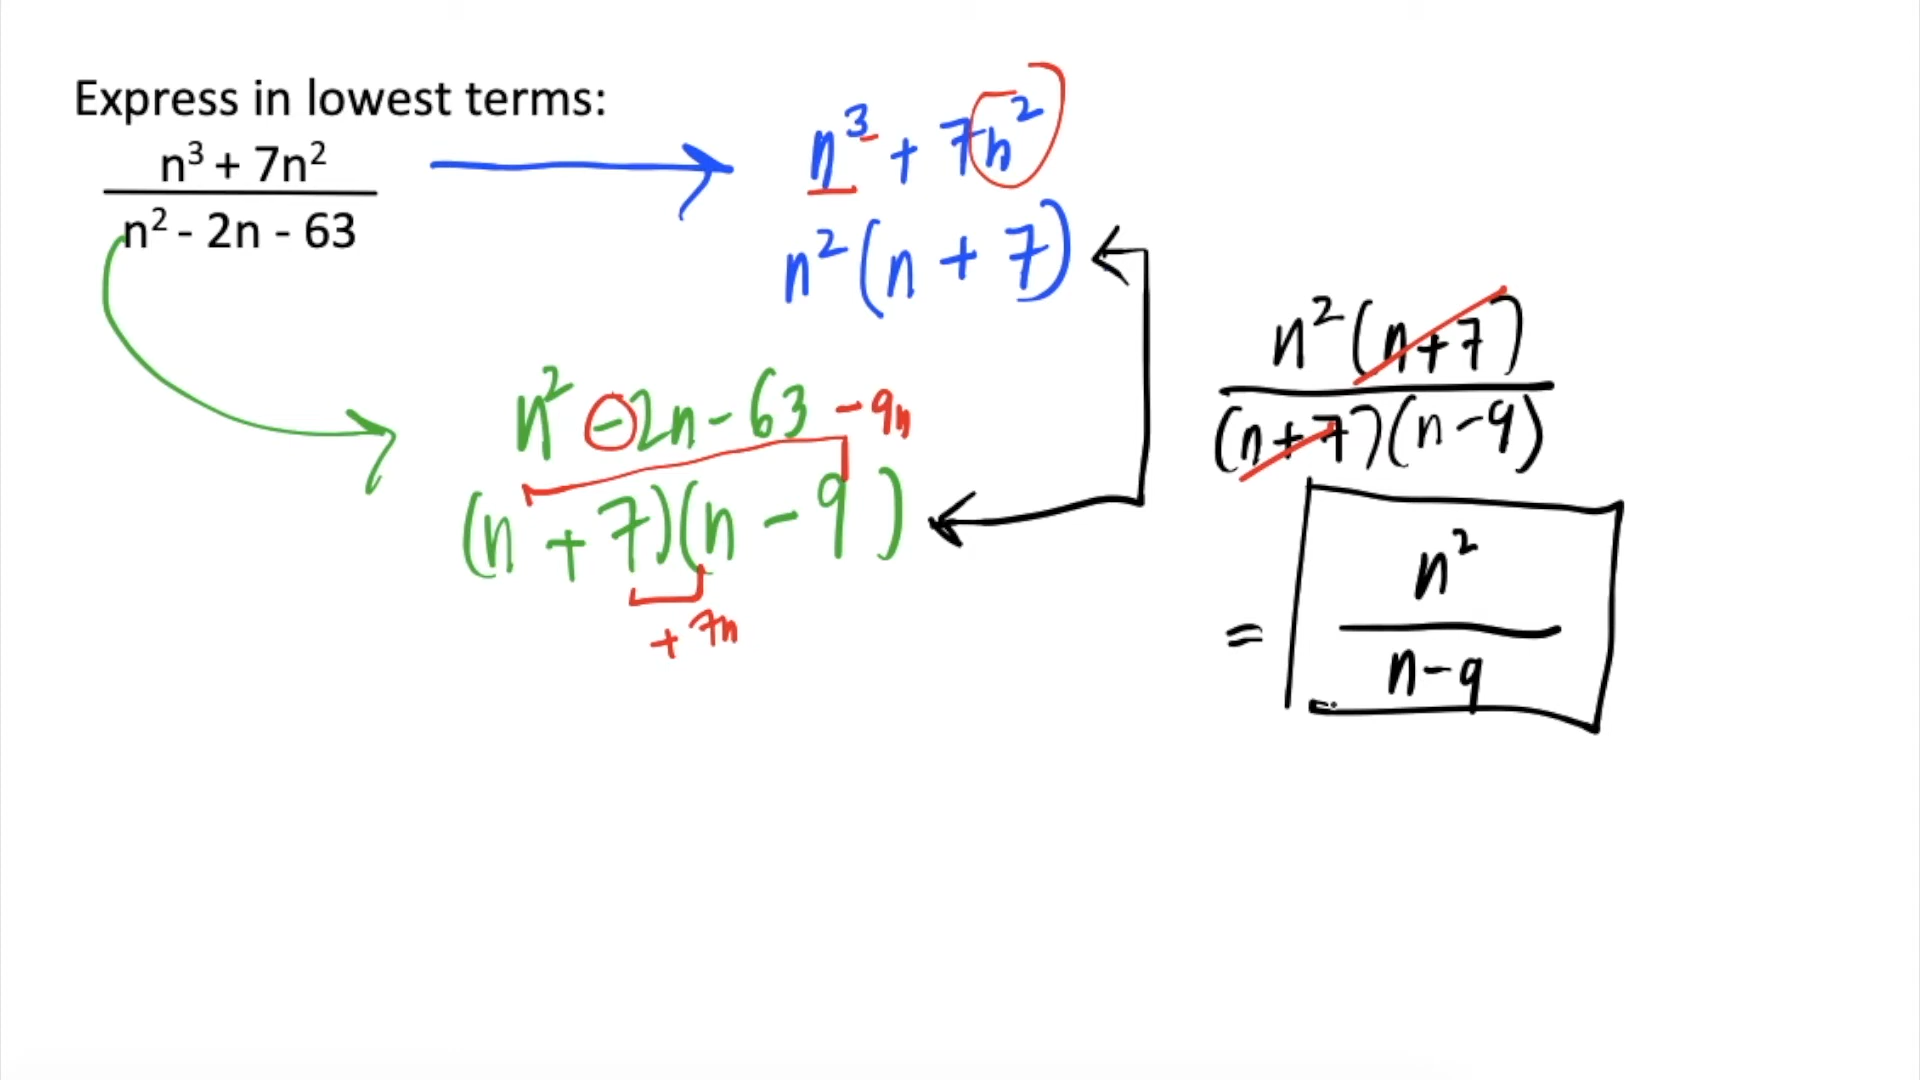 Express in lowest terms:
n³ + 7n²
n² - 2n - 63
n³ + 7n²
n² (n + 7)
n² - 2n - 63 - 9n
(n + 7)(n - 9)
+ 7n
n² (n+7)
(n+7)(n-9)
=
n²
n-9